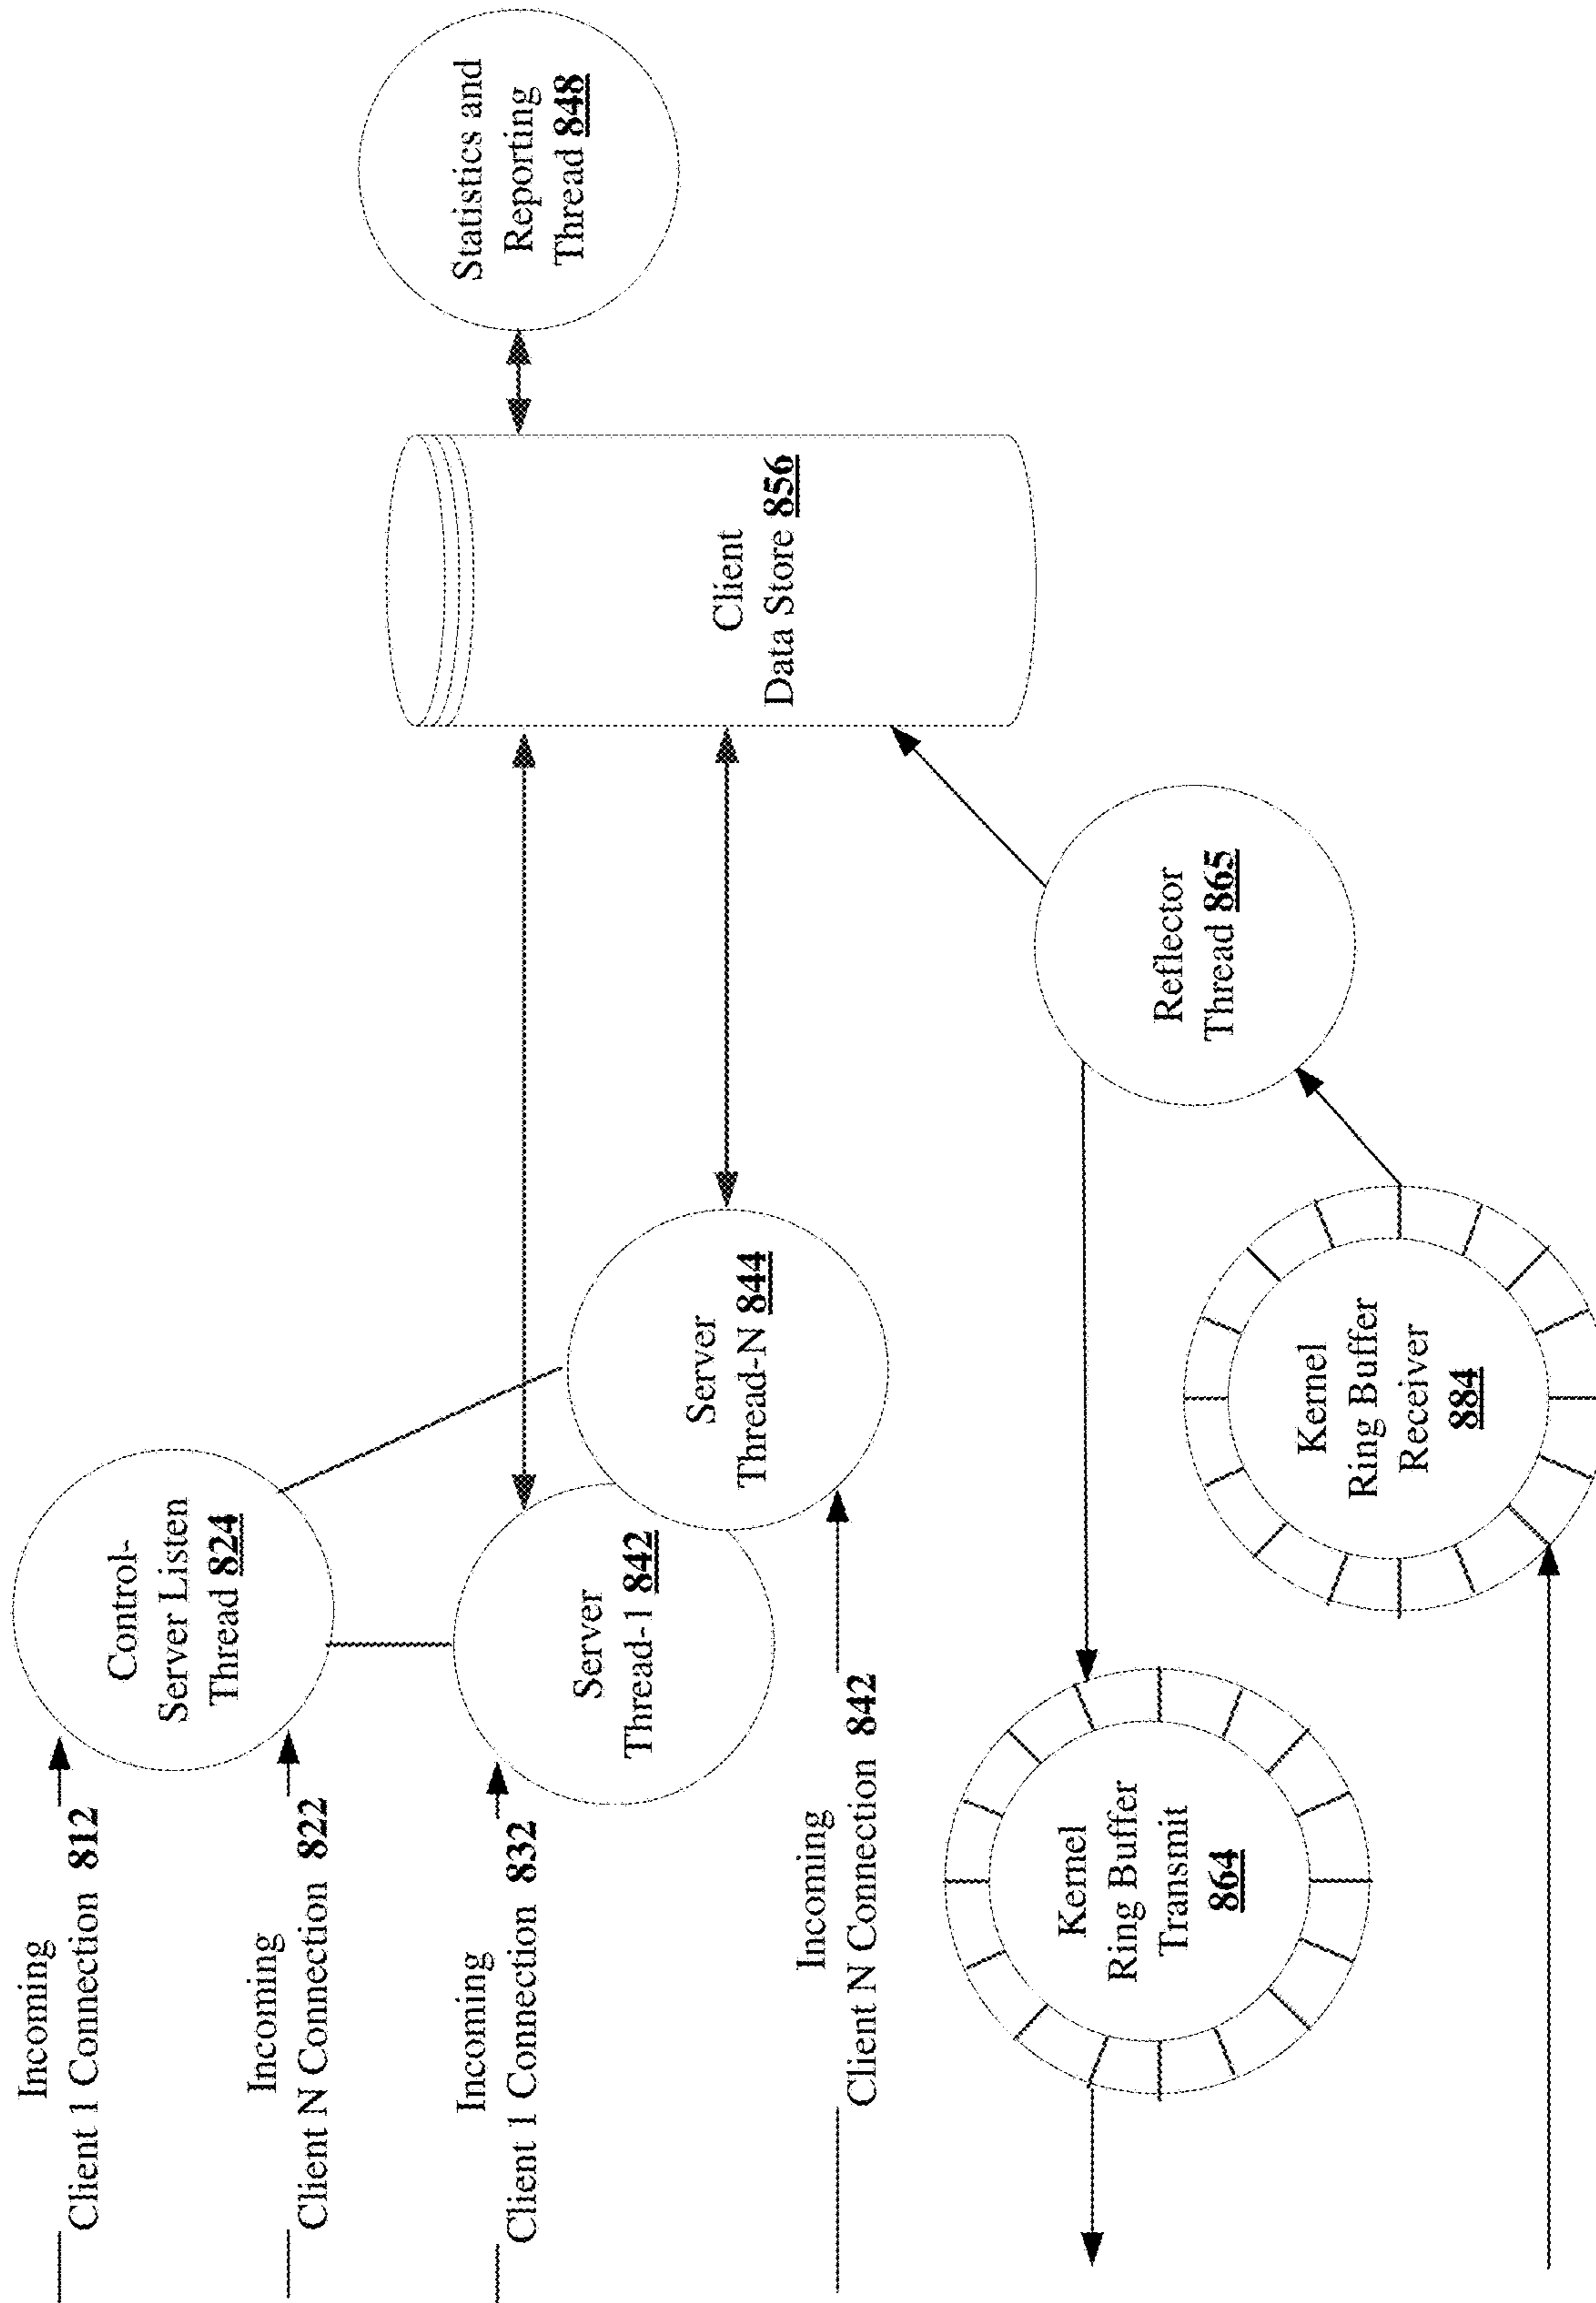 Incoming
Client 1 Connection 812
Control-
Server Listen
Thread 824
Incoming
Client N Connection 822
Incoming
Client 1 Connection 832
Server
Thread-1 842
Server
Thread-N 844
Incoming
Client N Connection 842
Client
Data Store 856
Statistics and
Reporting
Thread 848
Reflector
Thread 865
Kernel
Ring Buffer
Transmit
864
Kernel
Ring Buffer
Receiver
884